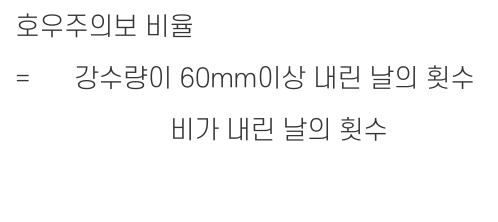 호우주의보 비율
= 강수량이 60mm이상 내린 날의 횟수
비가 내린 날의 횟수